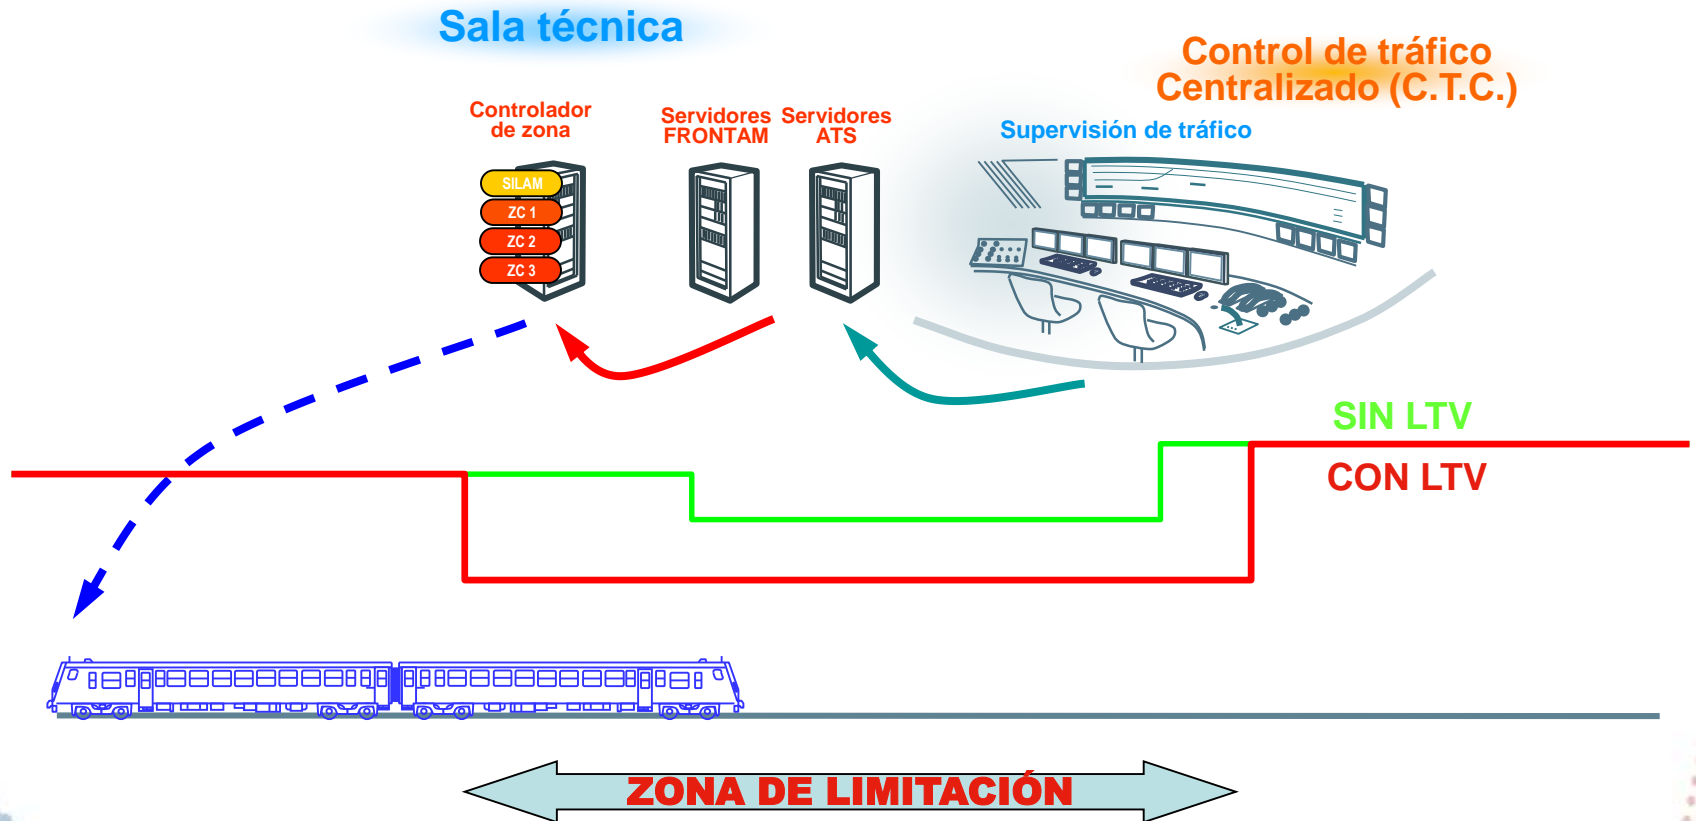 Sala técnica
Control de tráfico
Centralizado (C.T.C.)
Controlador
de zona
Servidores
FRONTAM
Servidores
ATS
Supervisión de tráfico
SILAM
ZC 1
ZC 2
ZC 3
SIN LTV
CON LTV
ZONA DE LIMITACIÓN